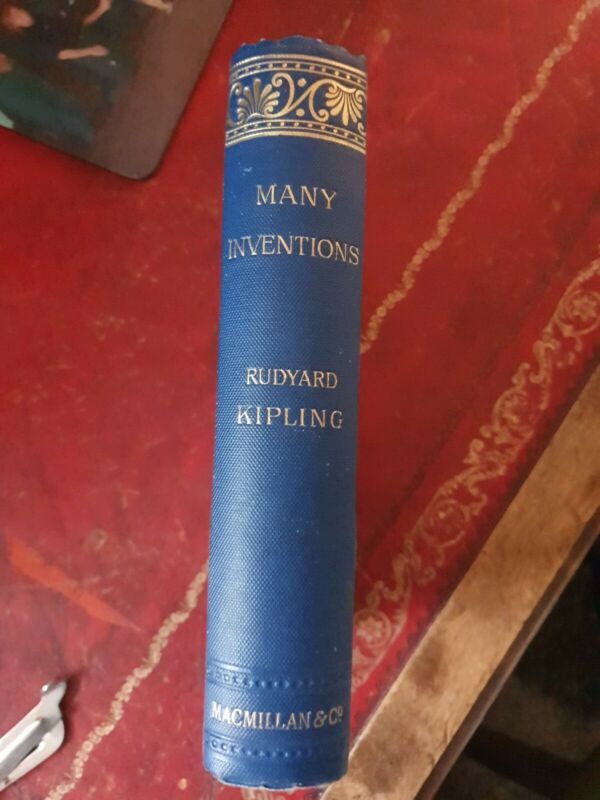 MANY
INVENTIONS
RUDYARD
KIPLING
MACMILLAN & Cº